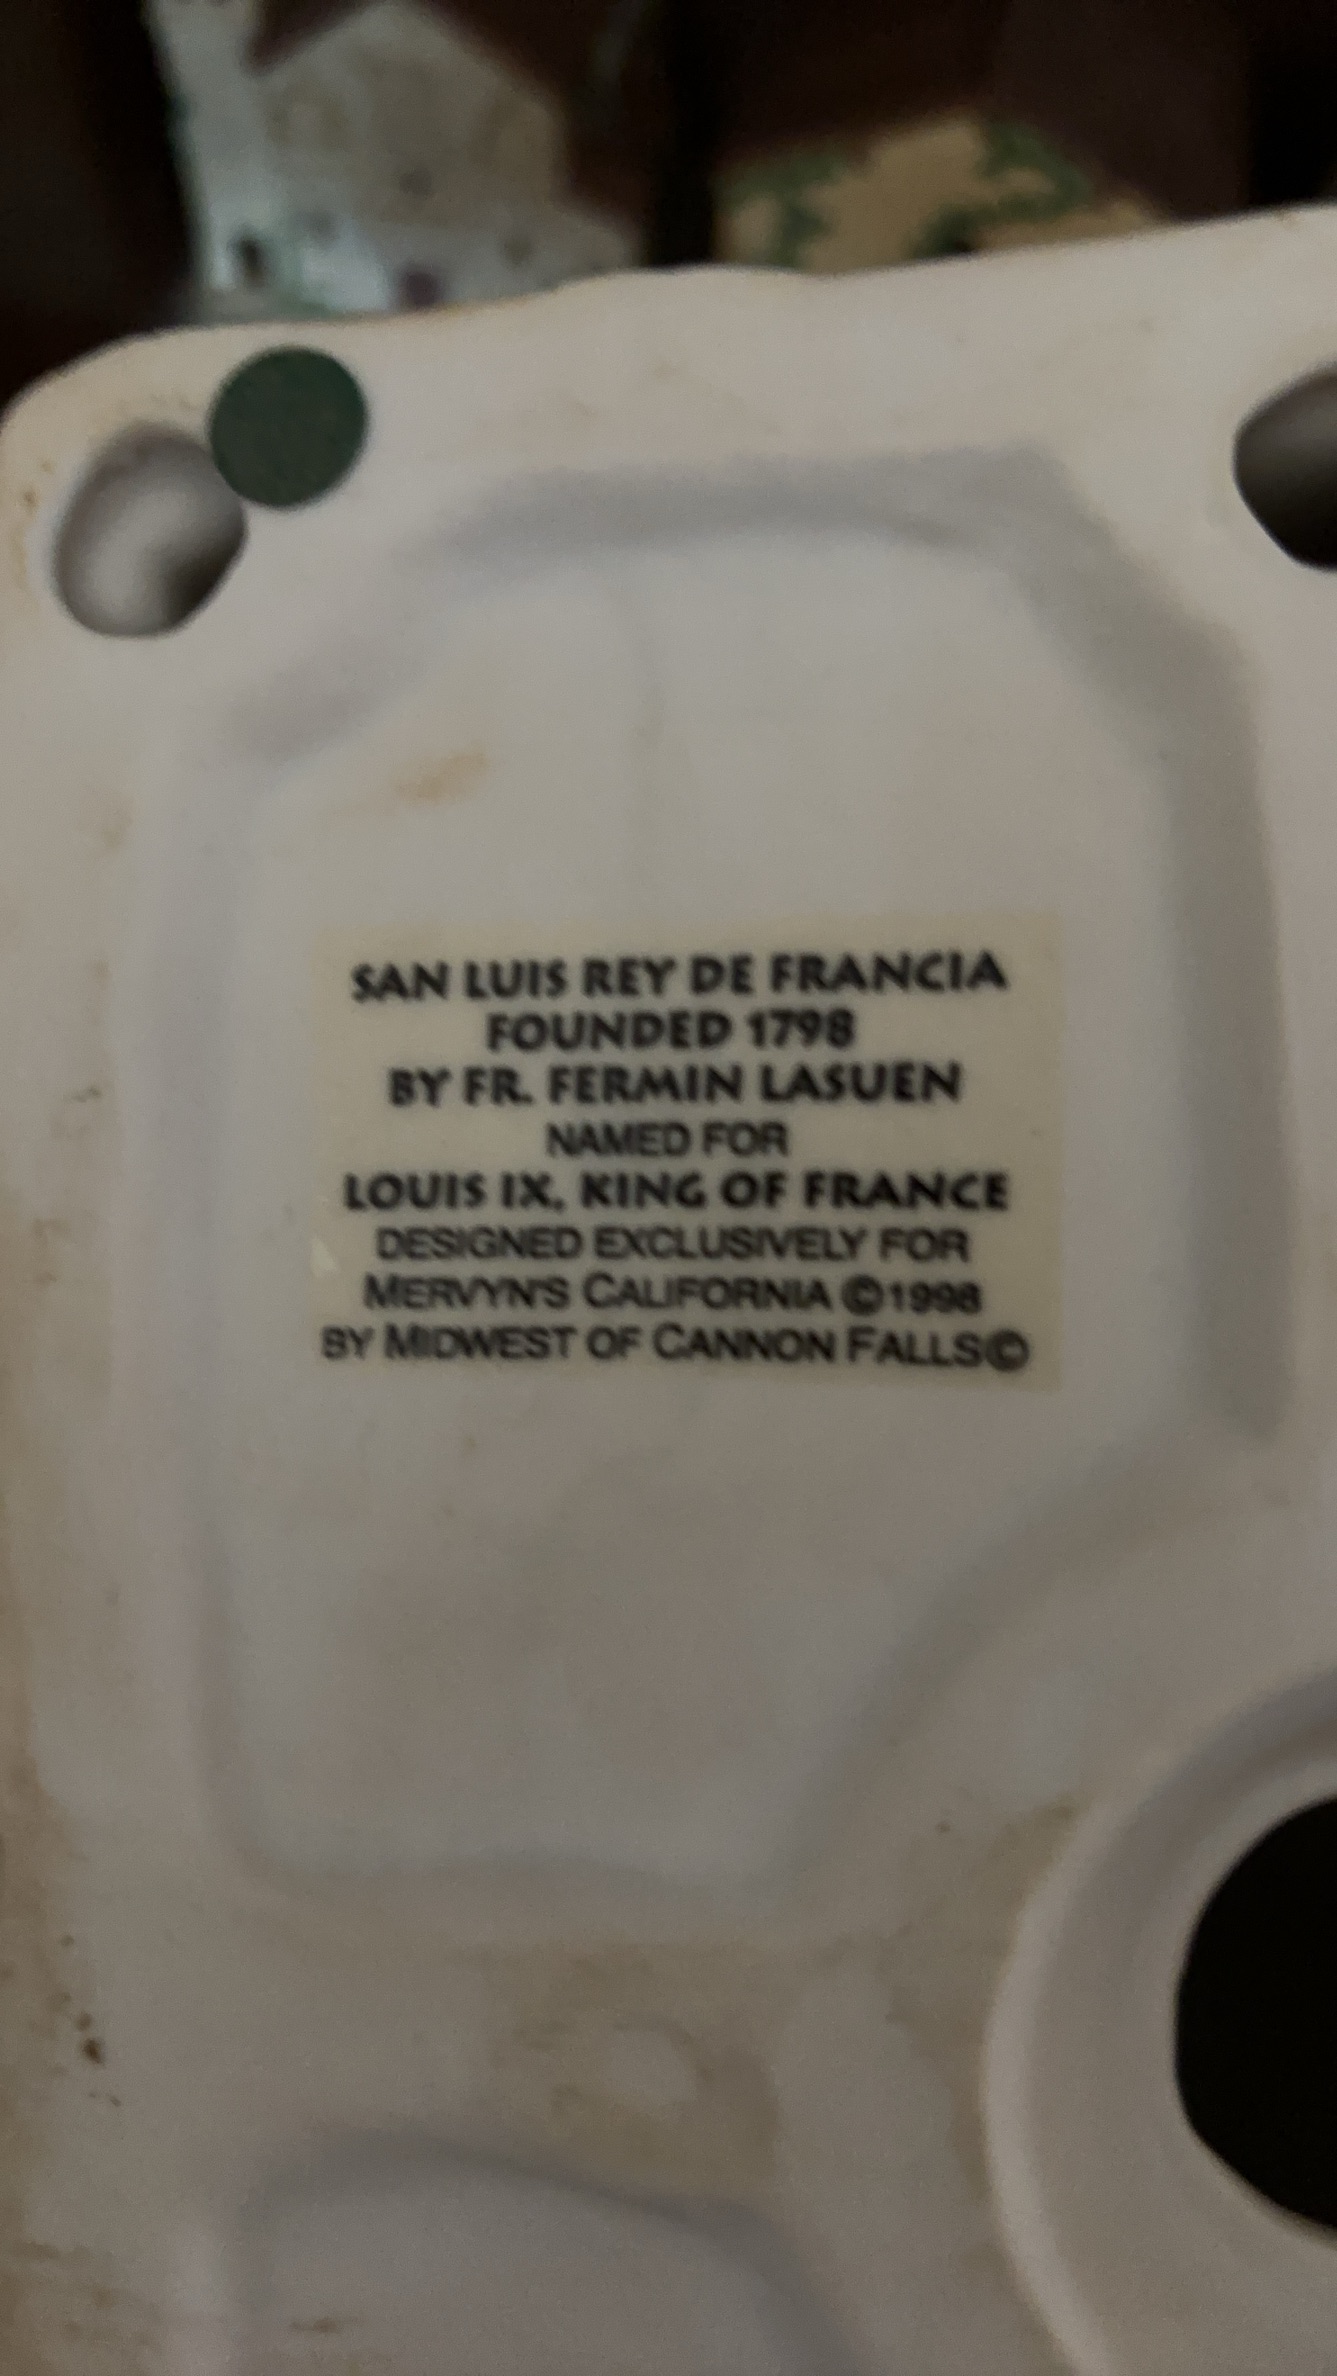 SAN LUIS REY DE FRANCIA
FOUNDED 1798
BY FR. FERMIN LASUEN
NAMED FOR
LOUIS IX, KING OF FRANCE
DESIGNED EXCLUSIVELY FOR
MERVYN'S CALIFORNIA ©1998
BY MIDWEST OF CANNON FALLS©